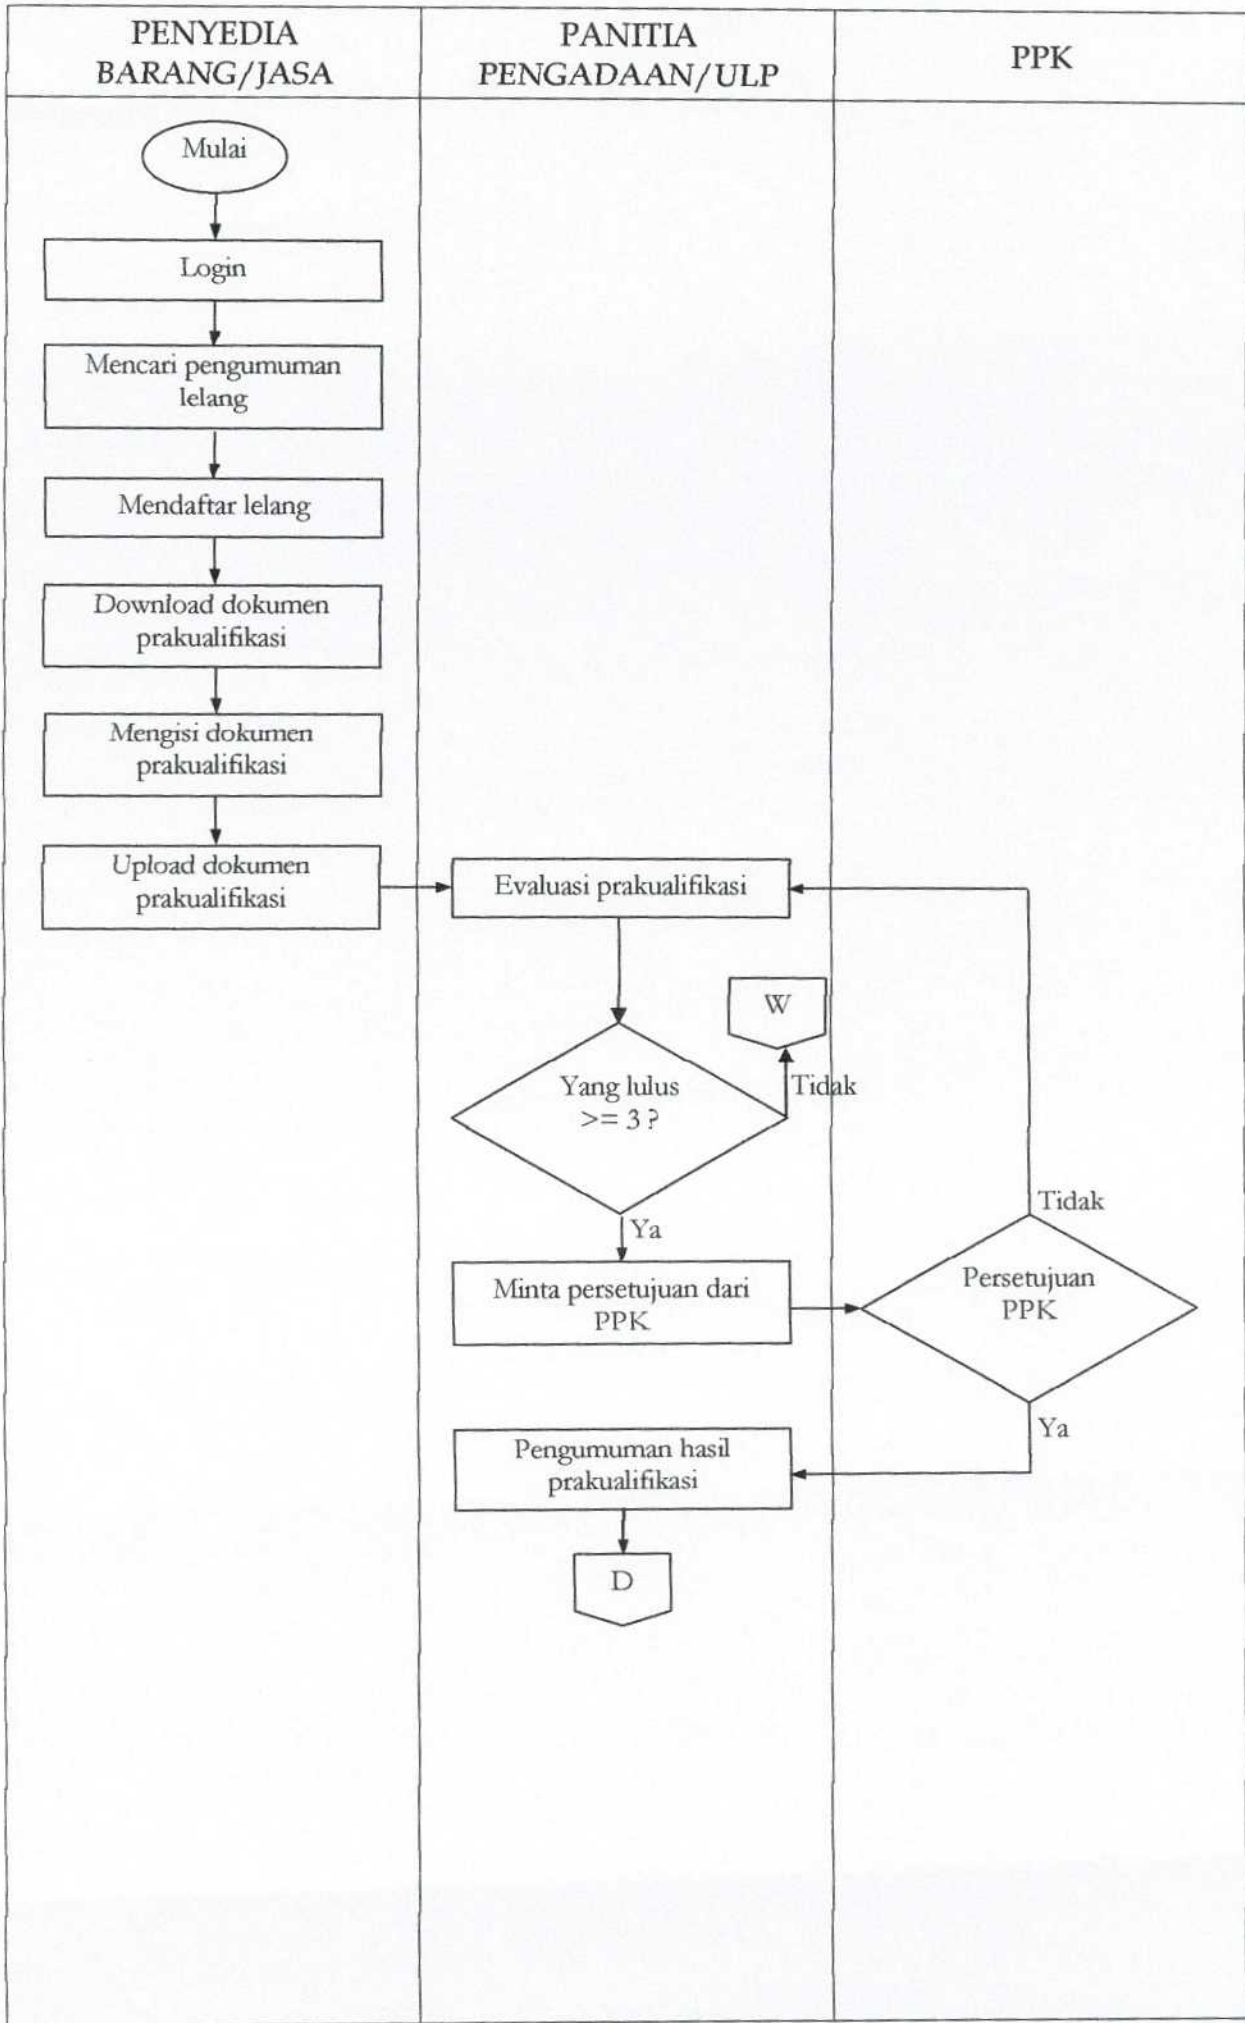 PENYEDIA
BARANG/JASA
PANITIA
PENGADAAN/ULP
PPK
Mulai
Login
Mencari pengumuman
lelang
Mendaftar lelang
Download dokumen
prakualifikasi
Mengisi dokumen
prakualifikasi
Upload dokumen
prakualifikasi
Evaluasi prakualifikasi
W
Tidak
Yang lulus
>= 3 ?
Ya
Minta persetujuan dari
PPK
Tidak
Persetujuan
PPK
Ya
Pengumuman hasil
prakualifikasi
D